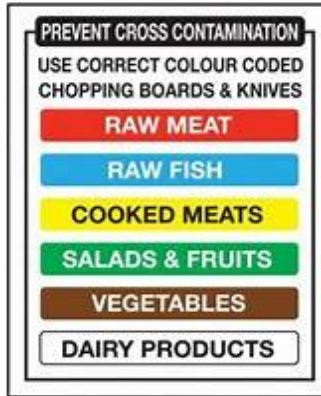 PREVENT CROSS CONTAMINATION
USE CORRECT COLOUR CODED
CHOPPING BOARDS & KNIVES
RAW MEAT
RAW FISH
COOKED MEATS
SALADS & FRUITS
VEGETABLES
DAIRY PRODUCTS